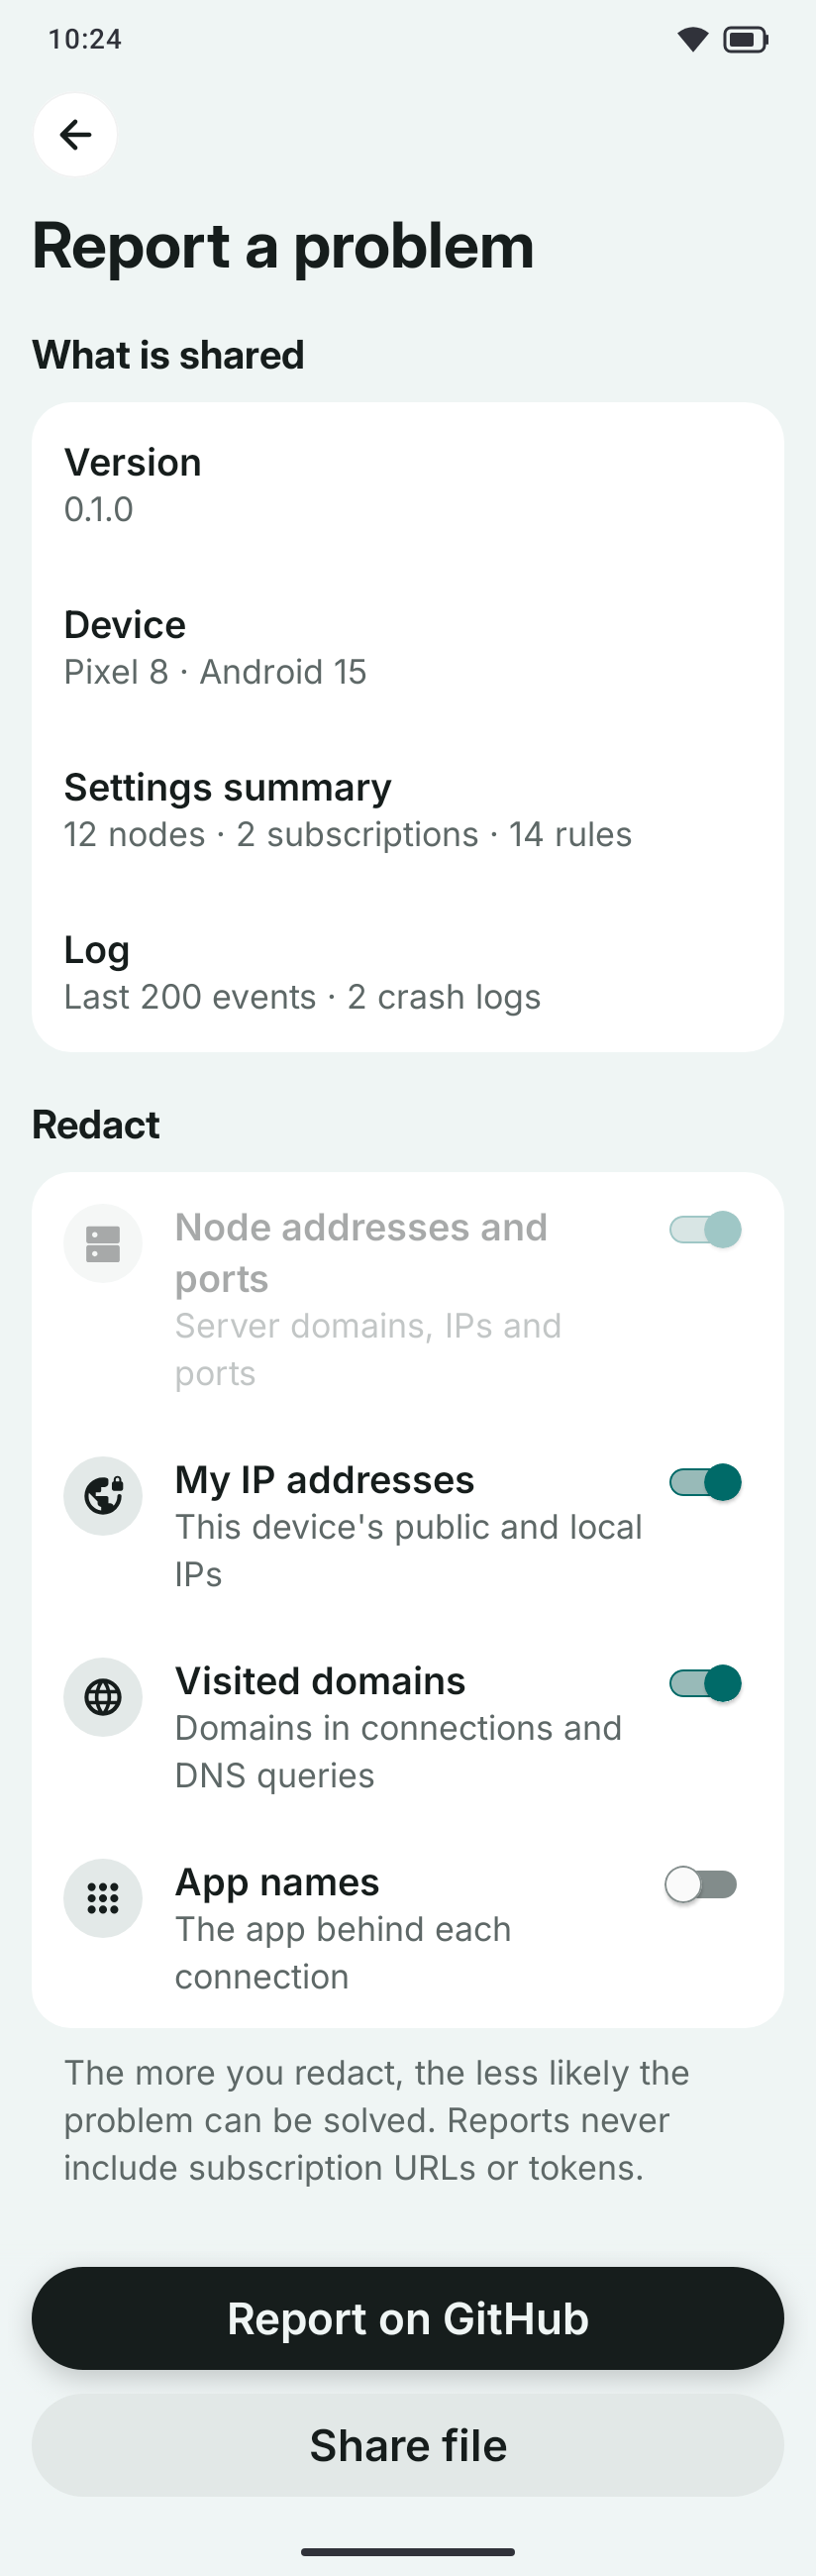 10:24
Report a problem
What is shared
Version
0.1.0
Device
Pixel 8 · Android 15
Settings summary
12 nodes · 2 subscriptions · 14 rules
Log
Last 200 events · 2 crash logs
Redact
Node addresses and
ports
Server domains, IPs and
ports
My IP addresses
This device's public and local
IPs
Visited domains
Domains in connections and
DNS queries
App names
The app behind each
connection
The more you redact, the less likely the
problem can be solved. Reports never
include subscription URLs or tokens.
Report on GitHub
Share file